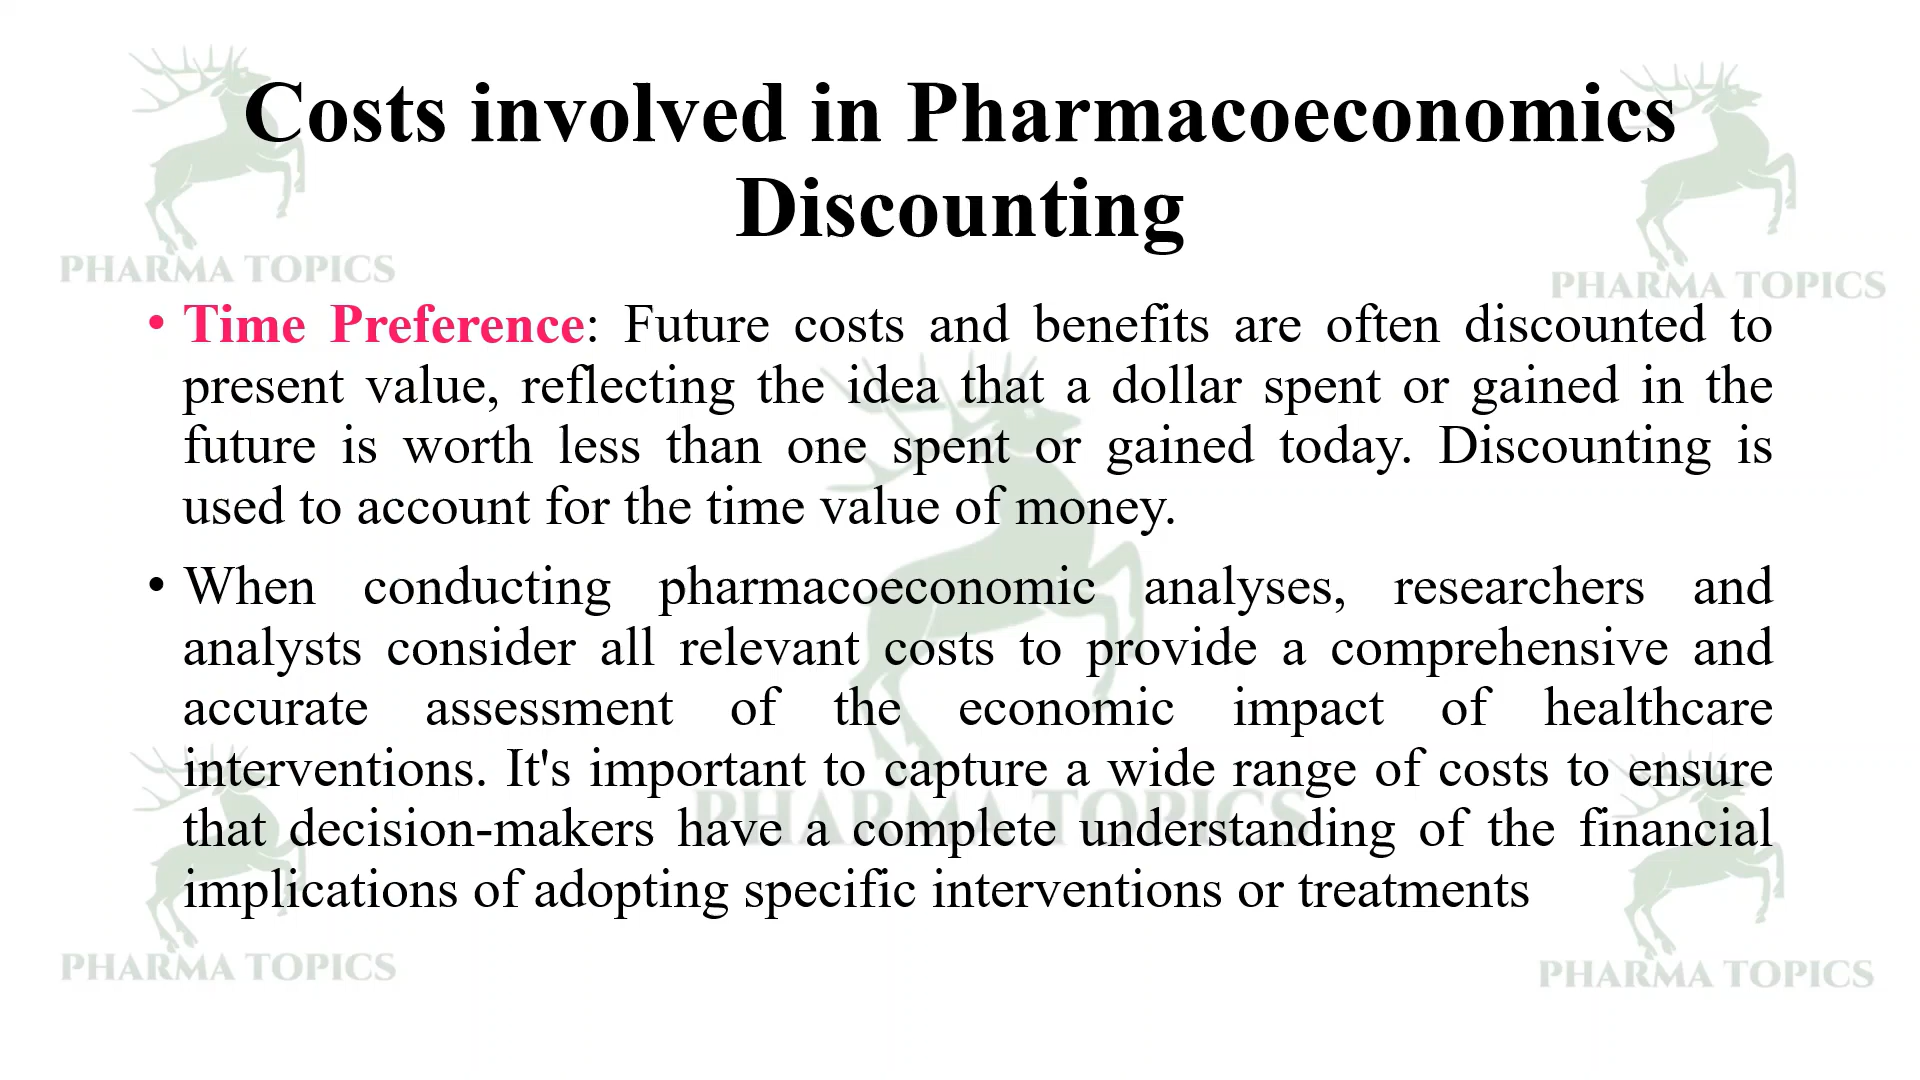 Costs involved in Pharmacoeconomics
Discounting
PHARMA TOPICS
PHARMA TOPICS
• Time Preference: Future costs and benefits are often discounted to
present value, reflecting the idea that a dollar spent or gained in the
future is worth less than one spent or gained today. Discounting is
used to account for the time value of money.
• When conducting pharmacoeconomic analyses, researchers and
analysts consider all relevant costs to provide a comprehensive and
accurate assessment of the economic impact of healthcare
interventions. It's important to capture a wide range of costs to ensure
PHARMA TOPICS
that decision-makers have a complete understanding of the financial
implications of adopting specific interventions or treatments
PHARMA TOPICS
PHARMA TOPICS